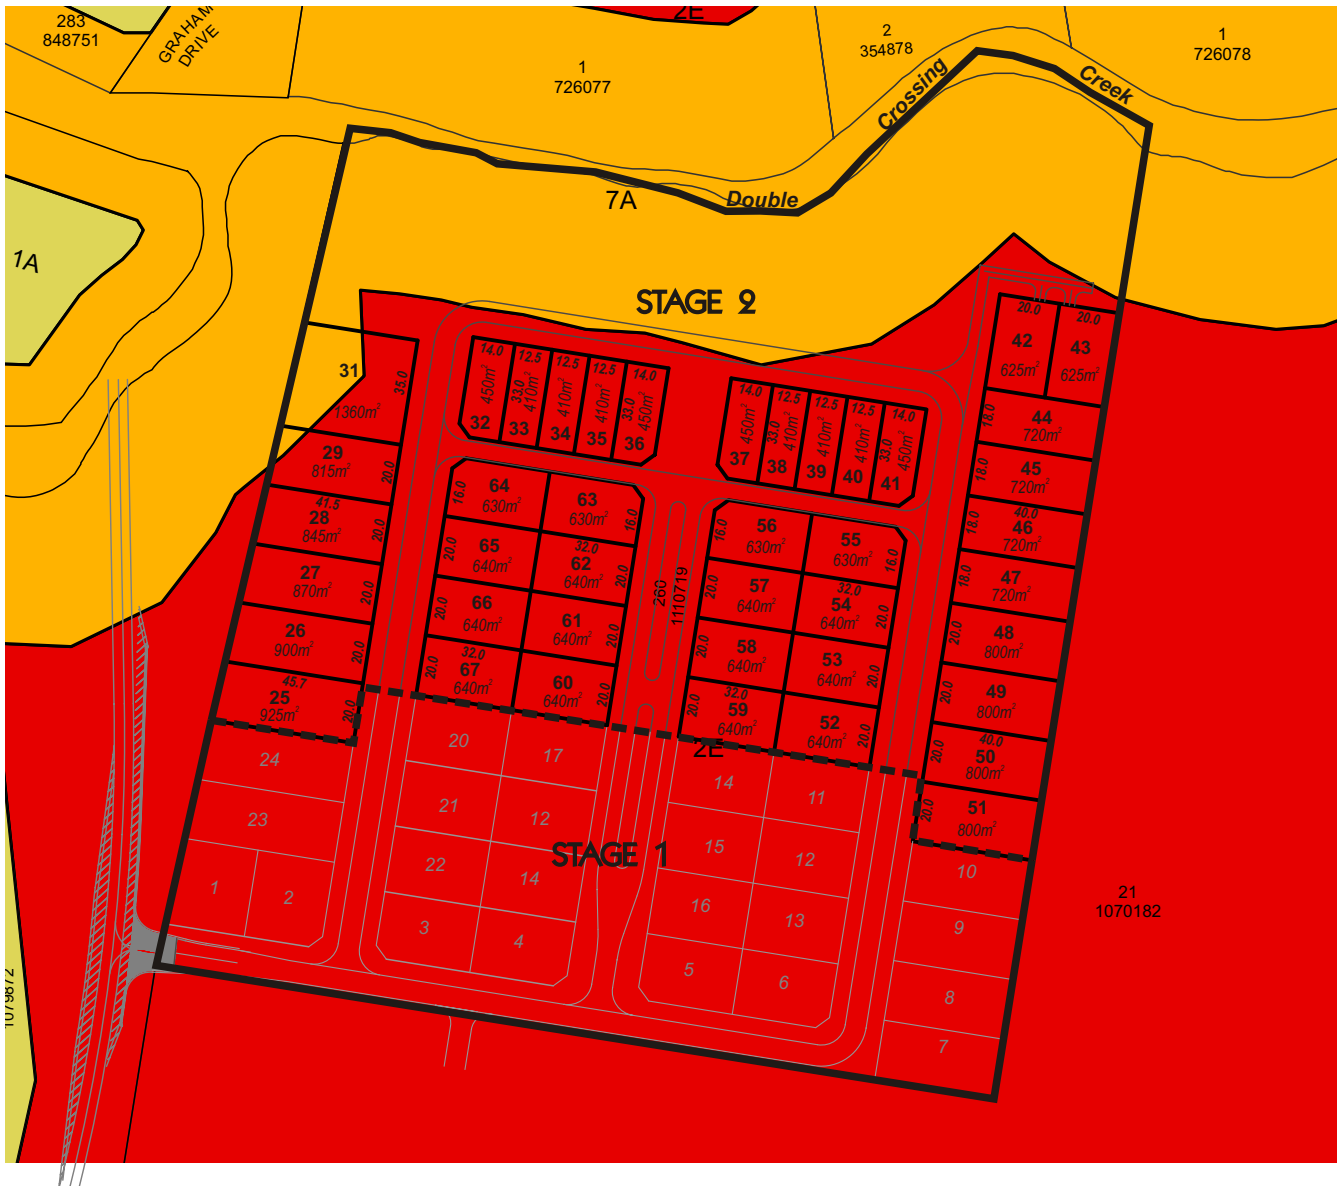 283
848751
GRAHAM
DRIVE
2E
1
726077
2
354878
1
726078
Double
Crossing
Creek
7A
1A
STAGE 2
31
1360m²
35.0
29
815m²
20.0
41.5
28
845m²
20.0
27
870m²
20.0
26
900m²
20.0
45.7
25
925m²
20.0
14.0
450m²
32
12.5
33.0
410m²
33
12.5
410m²
34
12.5
410m²
35
14.0
33.0
450m²
36
14.0
450m²
37
12.5
33.0
410m²
38
12.5
410m²
39
12.5
410m²
40
14.0
33.0
450m²
41
20.0
42
625m²
20.0
43
625m²
18.0
44
720m²
18.0
45
720m²
18.0
40.0
46
720m²
18.0
47
720m²
20.0
48
800m²
20.0
49
800m²
20.0
40.0
50
800m²
20.0
51
800m²
16.0
64
630m²
63
630m²
16.0
20.0
65
640m²
32.0
62
640m²
20.0
20.0
66
640m²
61
640m²
20.0
20.0
32.0
67
640m²
60
640m²
20.0
260
1110719
16.0
56
630m²
55
630m²
16.0
20.0
57
640m²
32.0
54
640m²
20.0
20.0
58
640m²
53
640m²
20.0
20.0
32.0
59
640m²
52
640m²
20.0
2E
STAGE 1
24
23
1
2
20
17
21
12
22
14
3
4
14
11
15
12
16
13
5
6
10
9
8
7
21
1070182
1079872